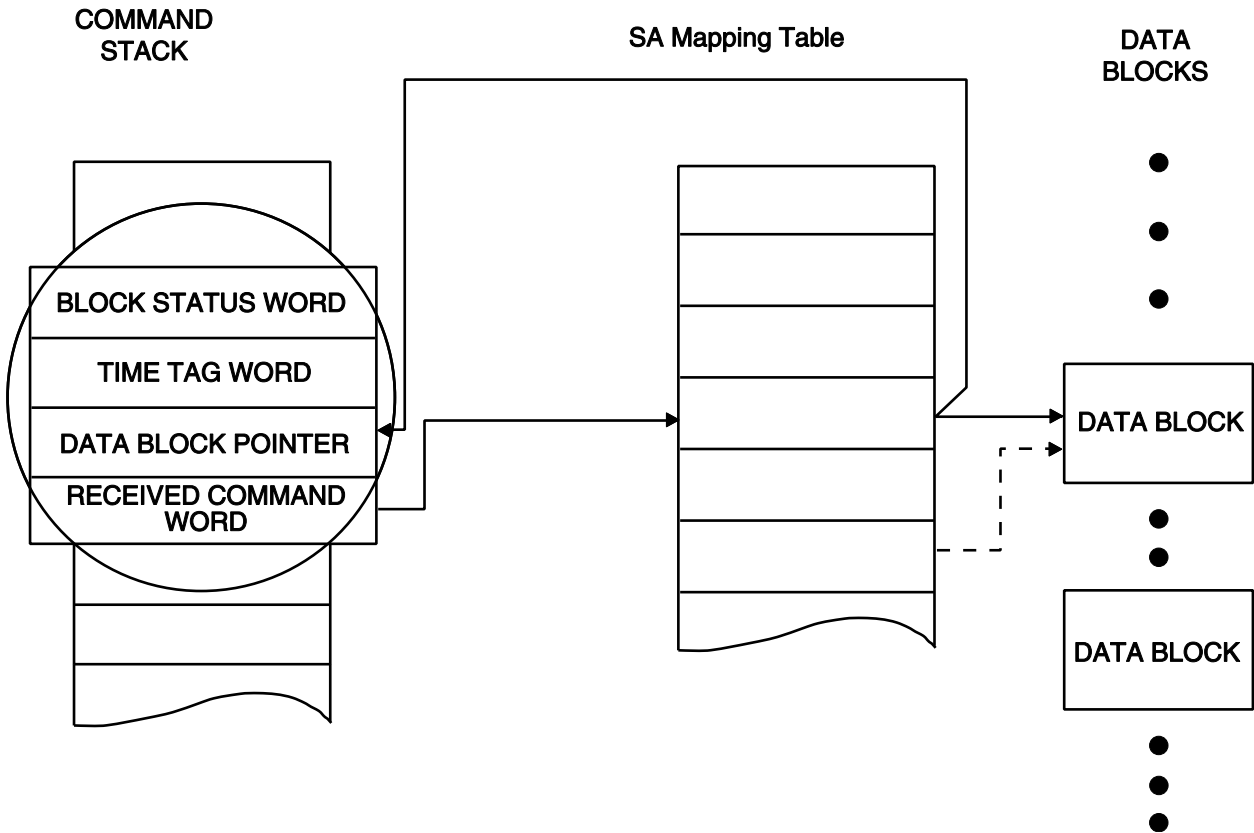 COMMAND
STACK
SA Mapping Table
DATA
BLOCKS
BLOCK STATUS WORD
TIME TAG WORD
DATA BLOCK POINTER
RECEIVED COMMAND
WORD
DATA BLOCK
DATA BLOCK